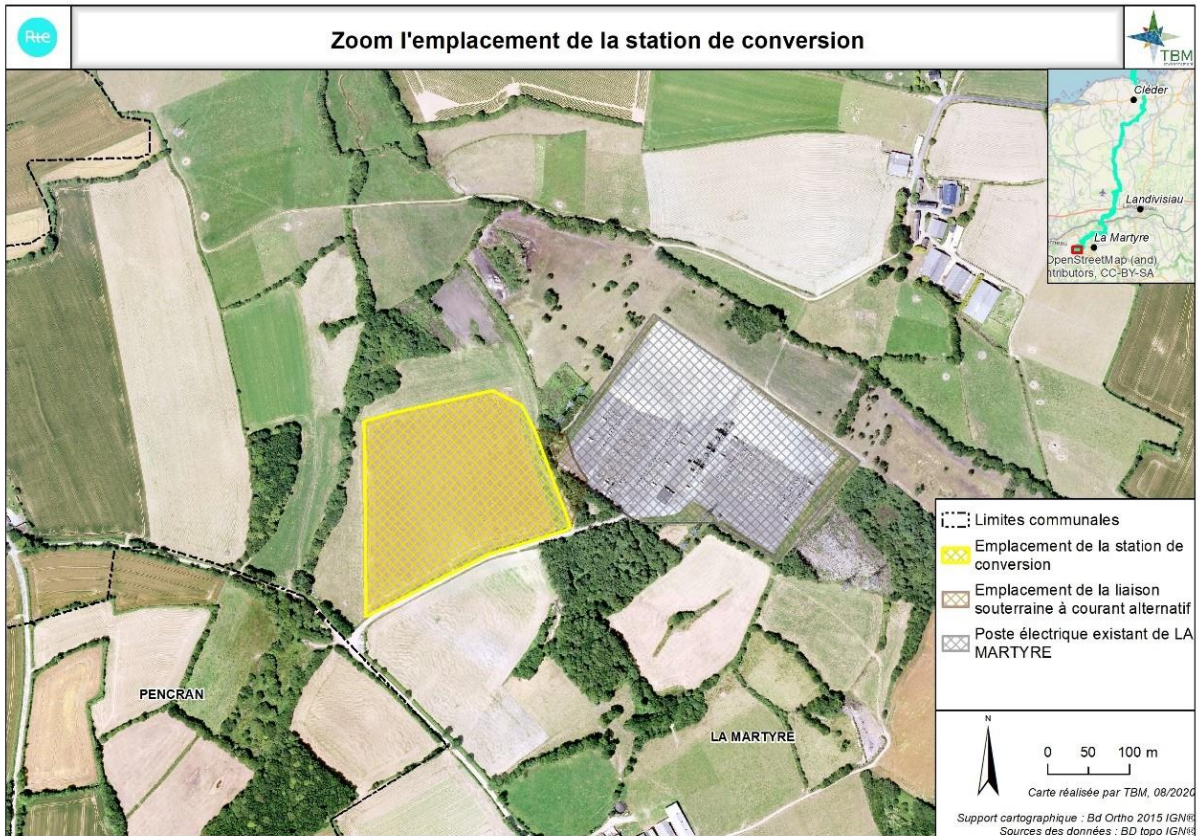 Rte
Zoom l'emplacement de la station de conversion
TBM
environnement
Cléder
Landivisiau
La Martyre
OpenStreetMap (and)
ntributors, CC-BY-SA
Limites communales
Emplacement de la station de
conversion
Emplacement de la liaison
souterraine à courant alternatif
Poste électrique existant de LA
MARTYRE
PENCRAN
LA MARTYRE
N
0 50 100 m
Carte réalisée par TBM, 08/2020
Support cartographique : Bd Ortho 2015 IGN®
Sources des données : BD topo IGN®